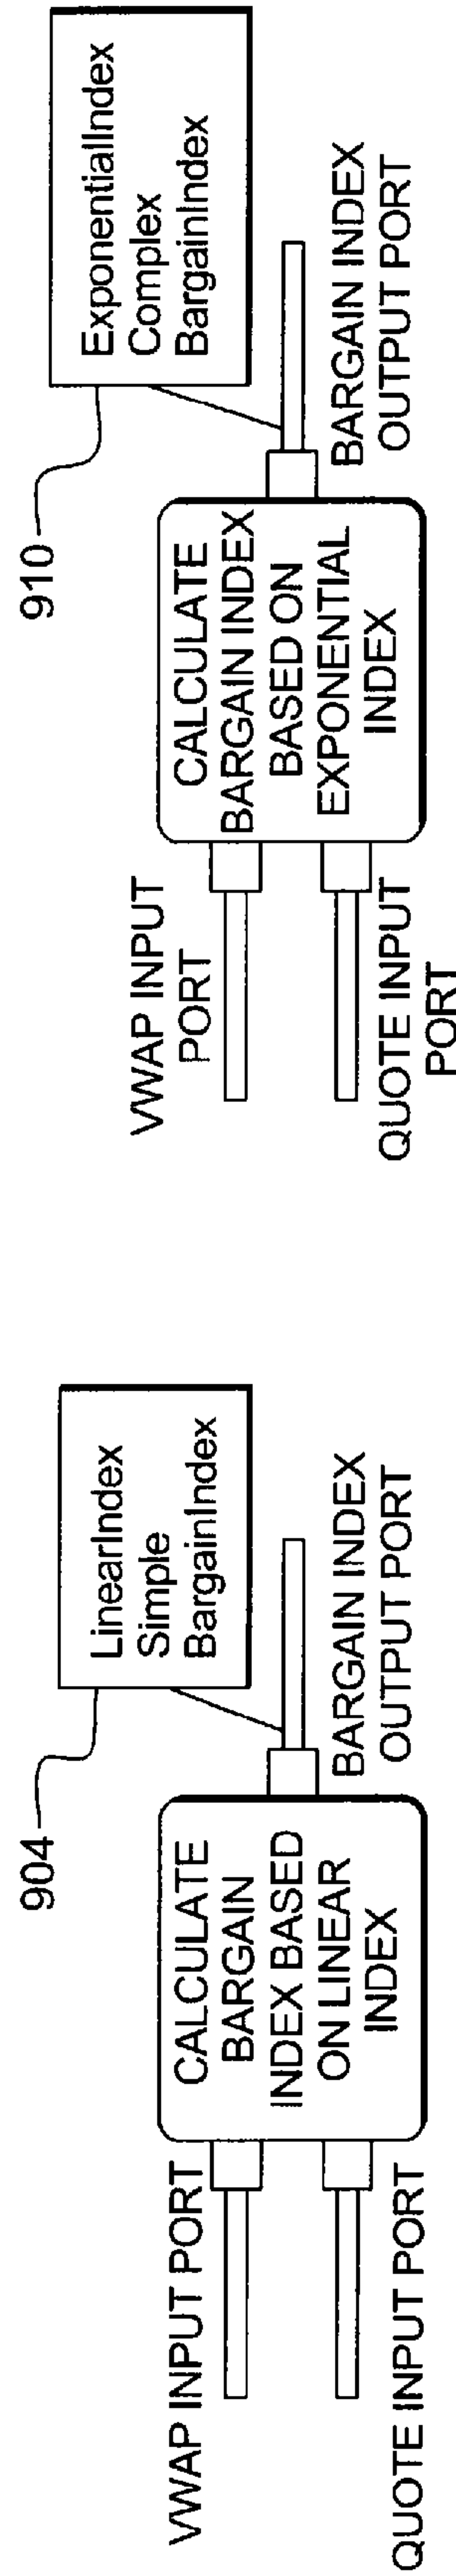 904
LinearIndex
Simple
BargainIndex
VWAP INPUT PORT
CALCULATE
BARGAIN
INDEX BASED
ON LINEAR
INDEX
QUOTE INPUT PORT
BARGAIN INDEX
OUTPUT PORT
910
ExponentialIndex
Complex
BargainIndex
VWAP INPUT
PORT
CALCULATE
BARGAIN INDEX
BASED ON
EXPONENTIAL
INDEX
QUOTE INPUT
PORT
BARGAIN INDEX
OUTPUT PORT